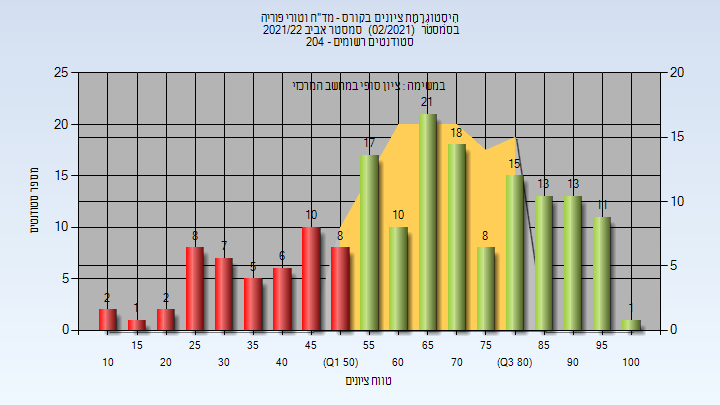 היסטוגרמת ציונים בקורס - מד"ח וטורי פוריה
בסמסטר (02/2021) סמסטר אביב 2021/22
סטודנטים רשומים - 204
במשימה : ציון סופי במחשב המרכזי
25 20 15 10 5 0
מספר סטודנטים
20 15 10 5 0
2 1 2 8 7 5 6 10 8 17 10 21 18 8 15 13 13 11 1
15 25 35 45 55 65 75 85 95
10 20 30 40 (Q1 50) 60 70 (Q3 80) 90 100
טווח ציונים